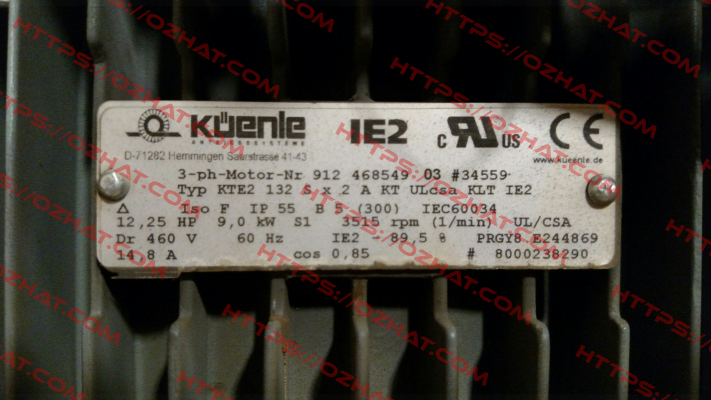 Küenle
ANTRIEBSSYSTEME
IE2
c RU US
CE
D-71282 Hemmingen Saarstrasse 41-43
www.kueenle.de
3-ph-Motor-Nr 912 468549 03 #34559
Typ KTE2 132 S x 2 A KT ULcsa KLT IE2
Δ Iso F IP 55 B 5 (300) IEC60034
12,25 HP 9,0 kW S1 3515 rpm (1/min) UL/CSA
Dr 460 V 60 Hz IE2 - 89,5 % PRGY8 E244869
14,8 A cos 0,85 # 8000238290
HTTPS://OZHAT.COM